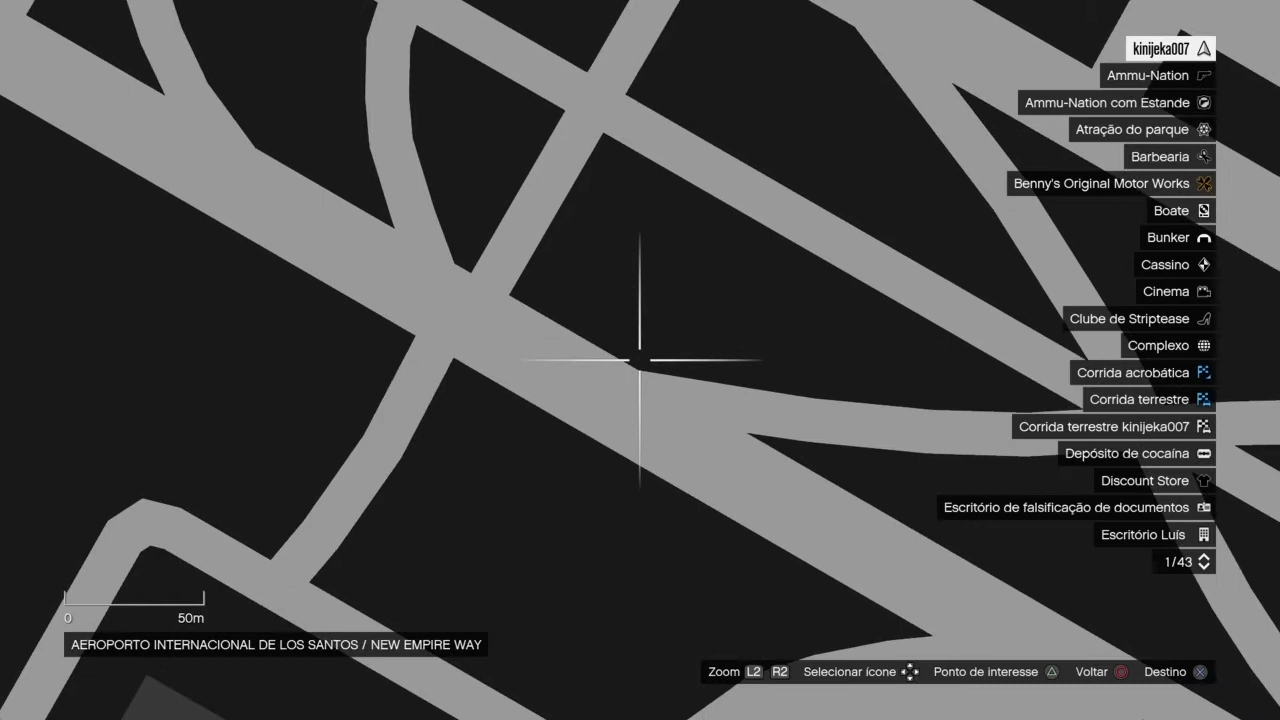 kinijeka007
Ammu-Nation
Ammu-Nation com Estande
Atração do parque
Barbearia
Benny's Original Motor Works
Boate
Bunker
Cassino
Cinema
Clube de Striptease
Complexo
Corrida acrobática
Corrida terrestre
Corrida terrestre kinijeka007
Depósito de cocaína
Discount Store
Escritório de falsificação de documentos
Escritório Luís
1/43
0 50m
AEROPORTO INTERNACIONAL DE LOS SANTOS / NEW EMPIRE WAY
Zoom L2 R2 Selecionar ícone Ponto de interesse Voltar Destino